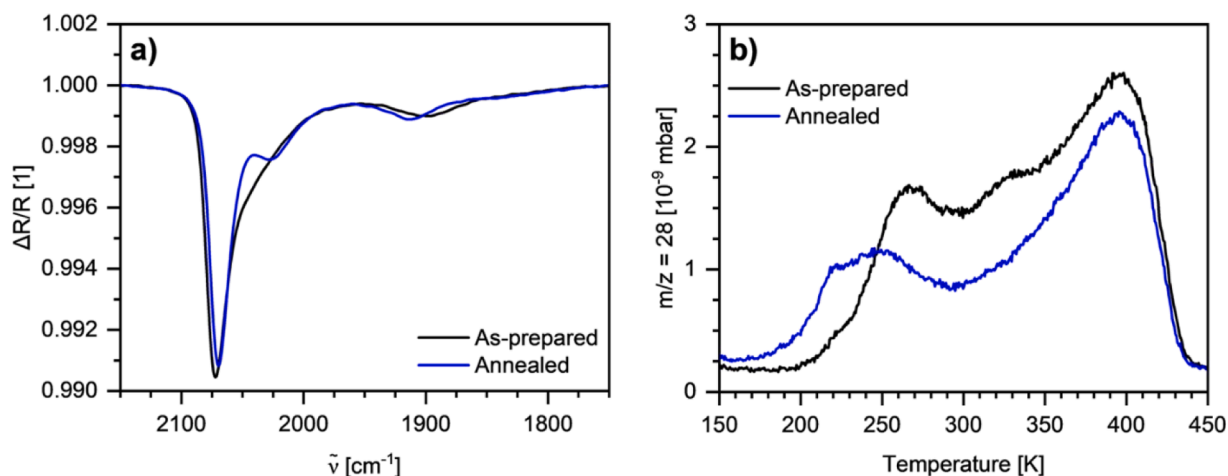 a)
1.002
1.000
0.998
0.996
0.994
0.992
0.990
ΔR/R [1]
As-prepared
Annealed
2100
2000
1900
1800
ṽ [cm⁻¹]
b)
3
2
1
0
m/z = 28 [10⁻⁹ mbar]
As-prepared
Annealed
150
200
250
300
350
400
450
Temperature [K]